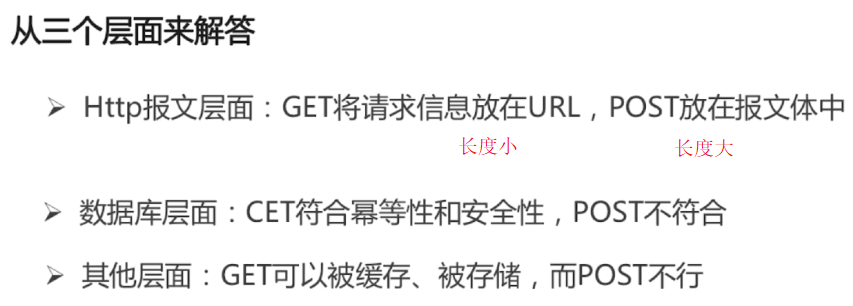 从三个层面来解答
➢ Http报文层面：GET将请求信息放在URL，POST放在报文体中
长度小 长度大
➢ 数据库层面：CET符合幂等性和安全性，POST不符合
➢ 其他层面：GET可以被缓存、被存储，而POST不行